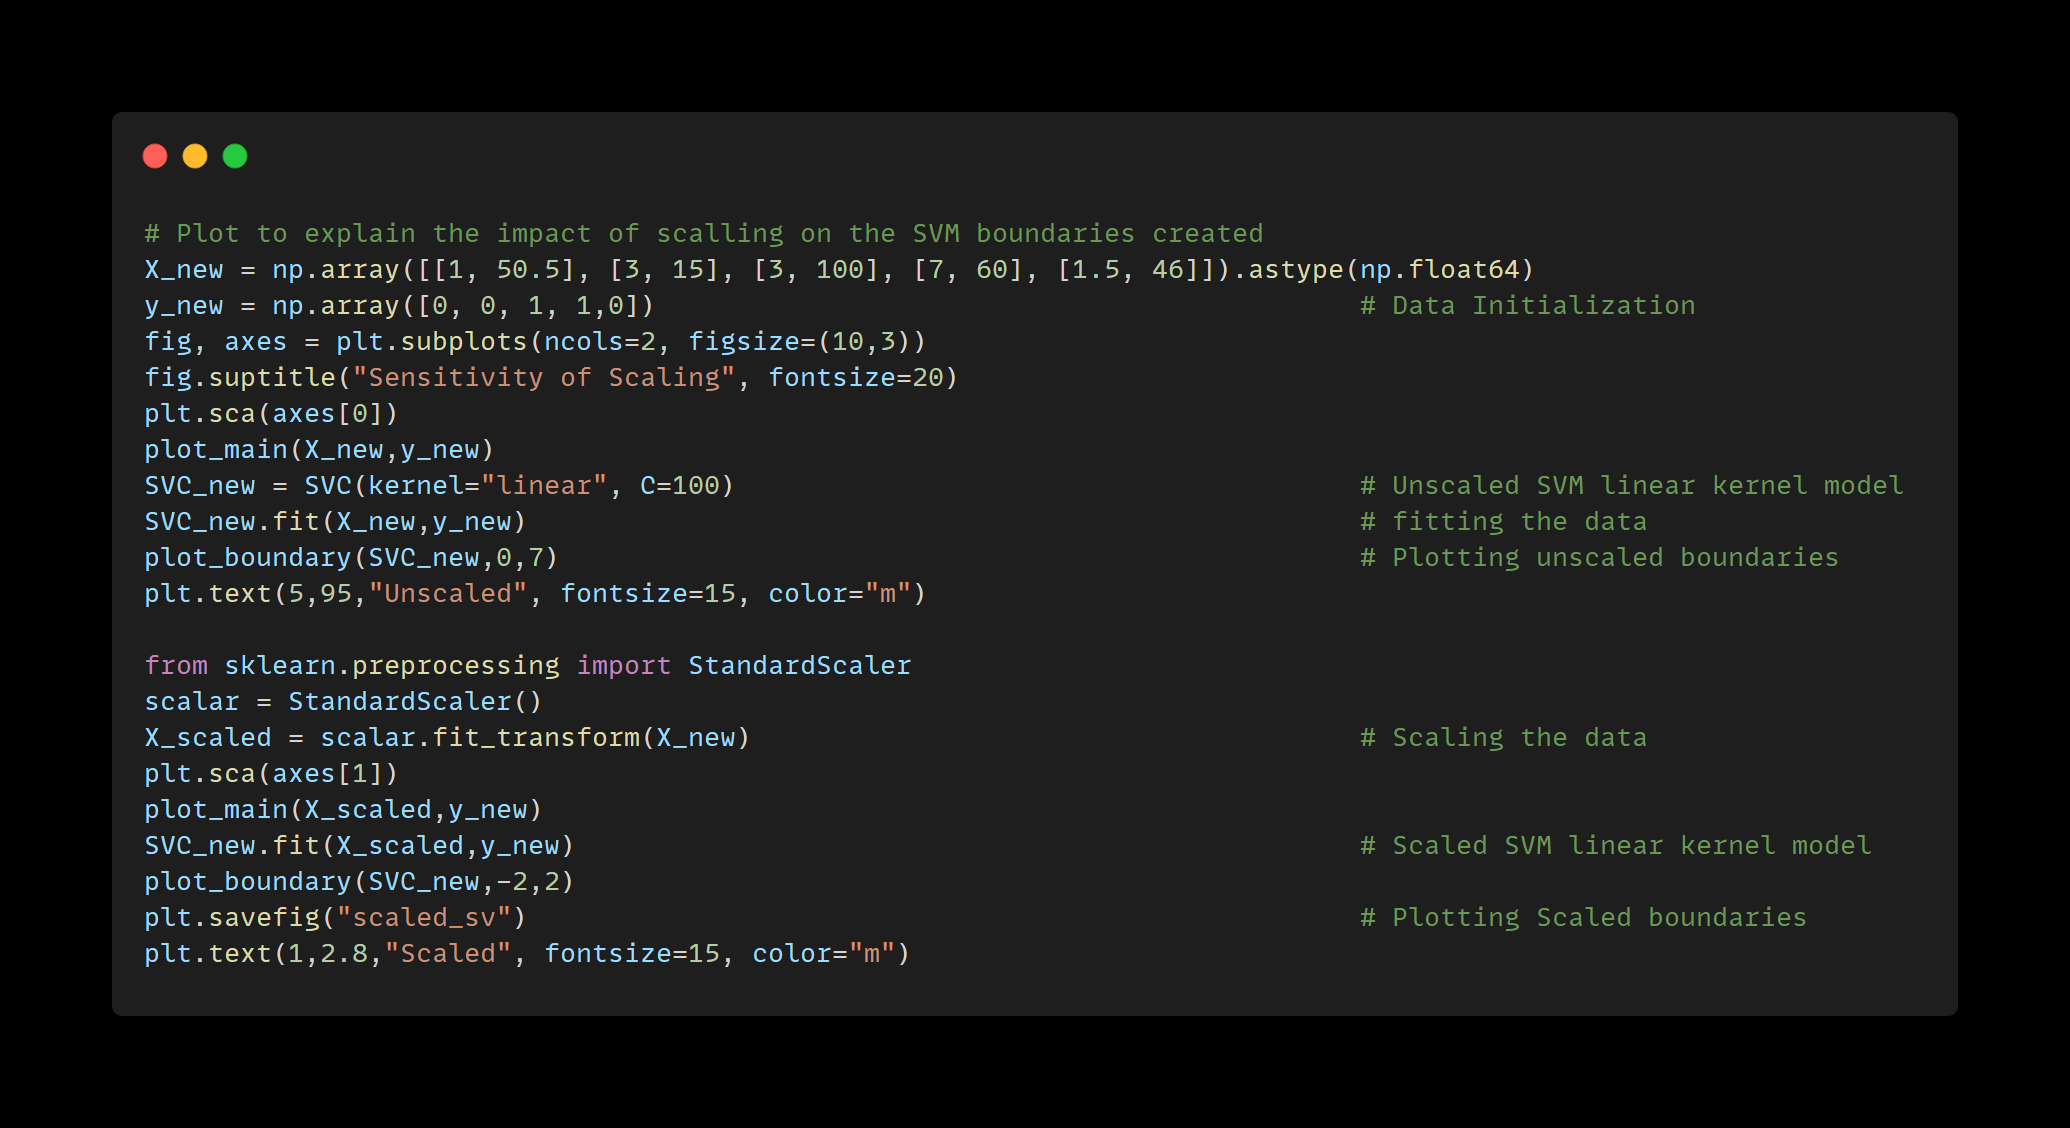 # Plot to explain the impact of scalling on the SVM boundaries created
X_new = np.array([[1, 50.5], [3, 15], [3, 100], [7, 60], [1.5, 46]]).astype(np.float64)
y_new = np.array([0, 0, 1, 1,0]) # Data Initialization
fig, axes = plt.subplots(ncols=2, figsize=(10,3))
fig.suptitle("Sensitivity of Scaling", fontsize=20)
plt.sca(axes[0])
plot_main(X_new,y_new)
SVC_new = SVC(kernel="linear", C=100) # Unscaled SVM linear kernel model
SVC_new.fit(X_new,y_new) # fitting the data
plot_boundary(SVC_new,0,7) # Plotting unscaled boundaries
plt.text(5,95,"Unscaled", fontsize=15, color="m")
from sklearn.preprocessing import StandardScaler
scalar = StandardScaler()
X_scaled = scalar.fit_transform(X_new) # Scaling the data
plt.sca(axes[1])
plot_main(X_scaled,y_new)
SVC_new.fit(X_scaled,y_new) # Scaled SVM linear kernel model
plot_boundary(SVC_new,-2,2)
plt.savefig("scaled_sv") # Plotting Scaled boundaries
plt.text(1,2.8,"Scaled", fontsize=15, color="m")